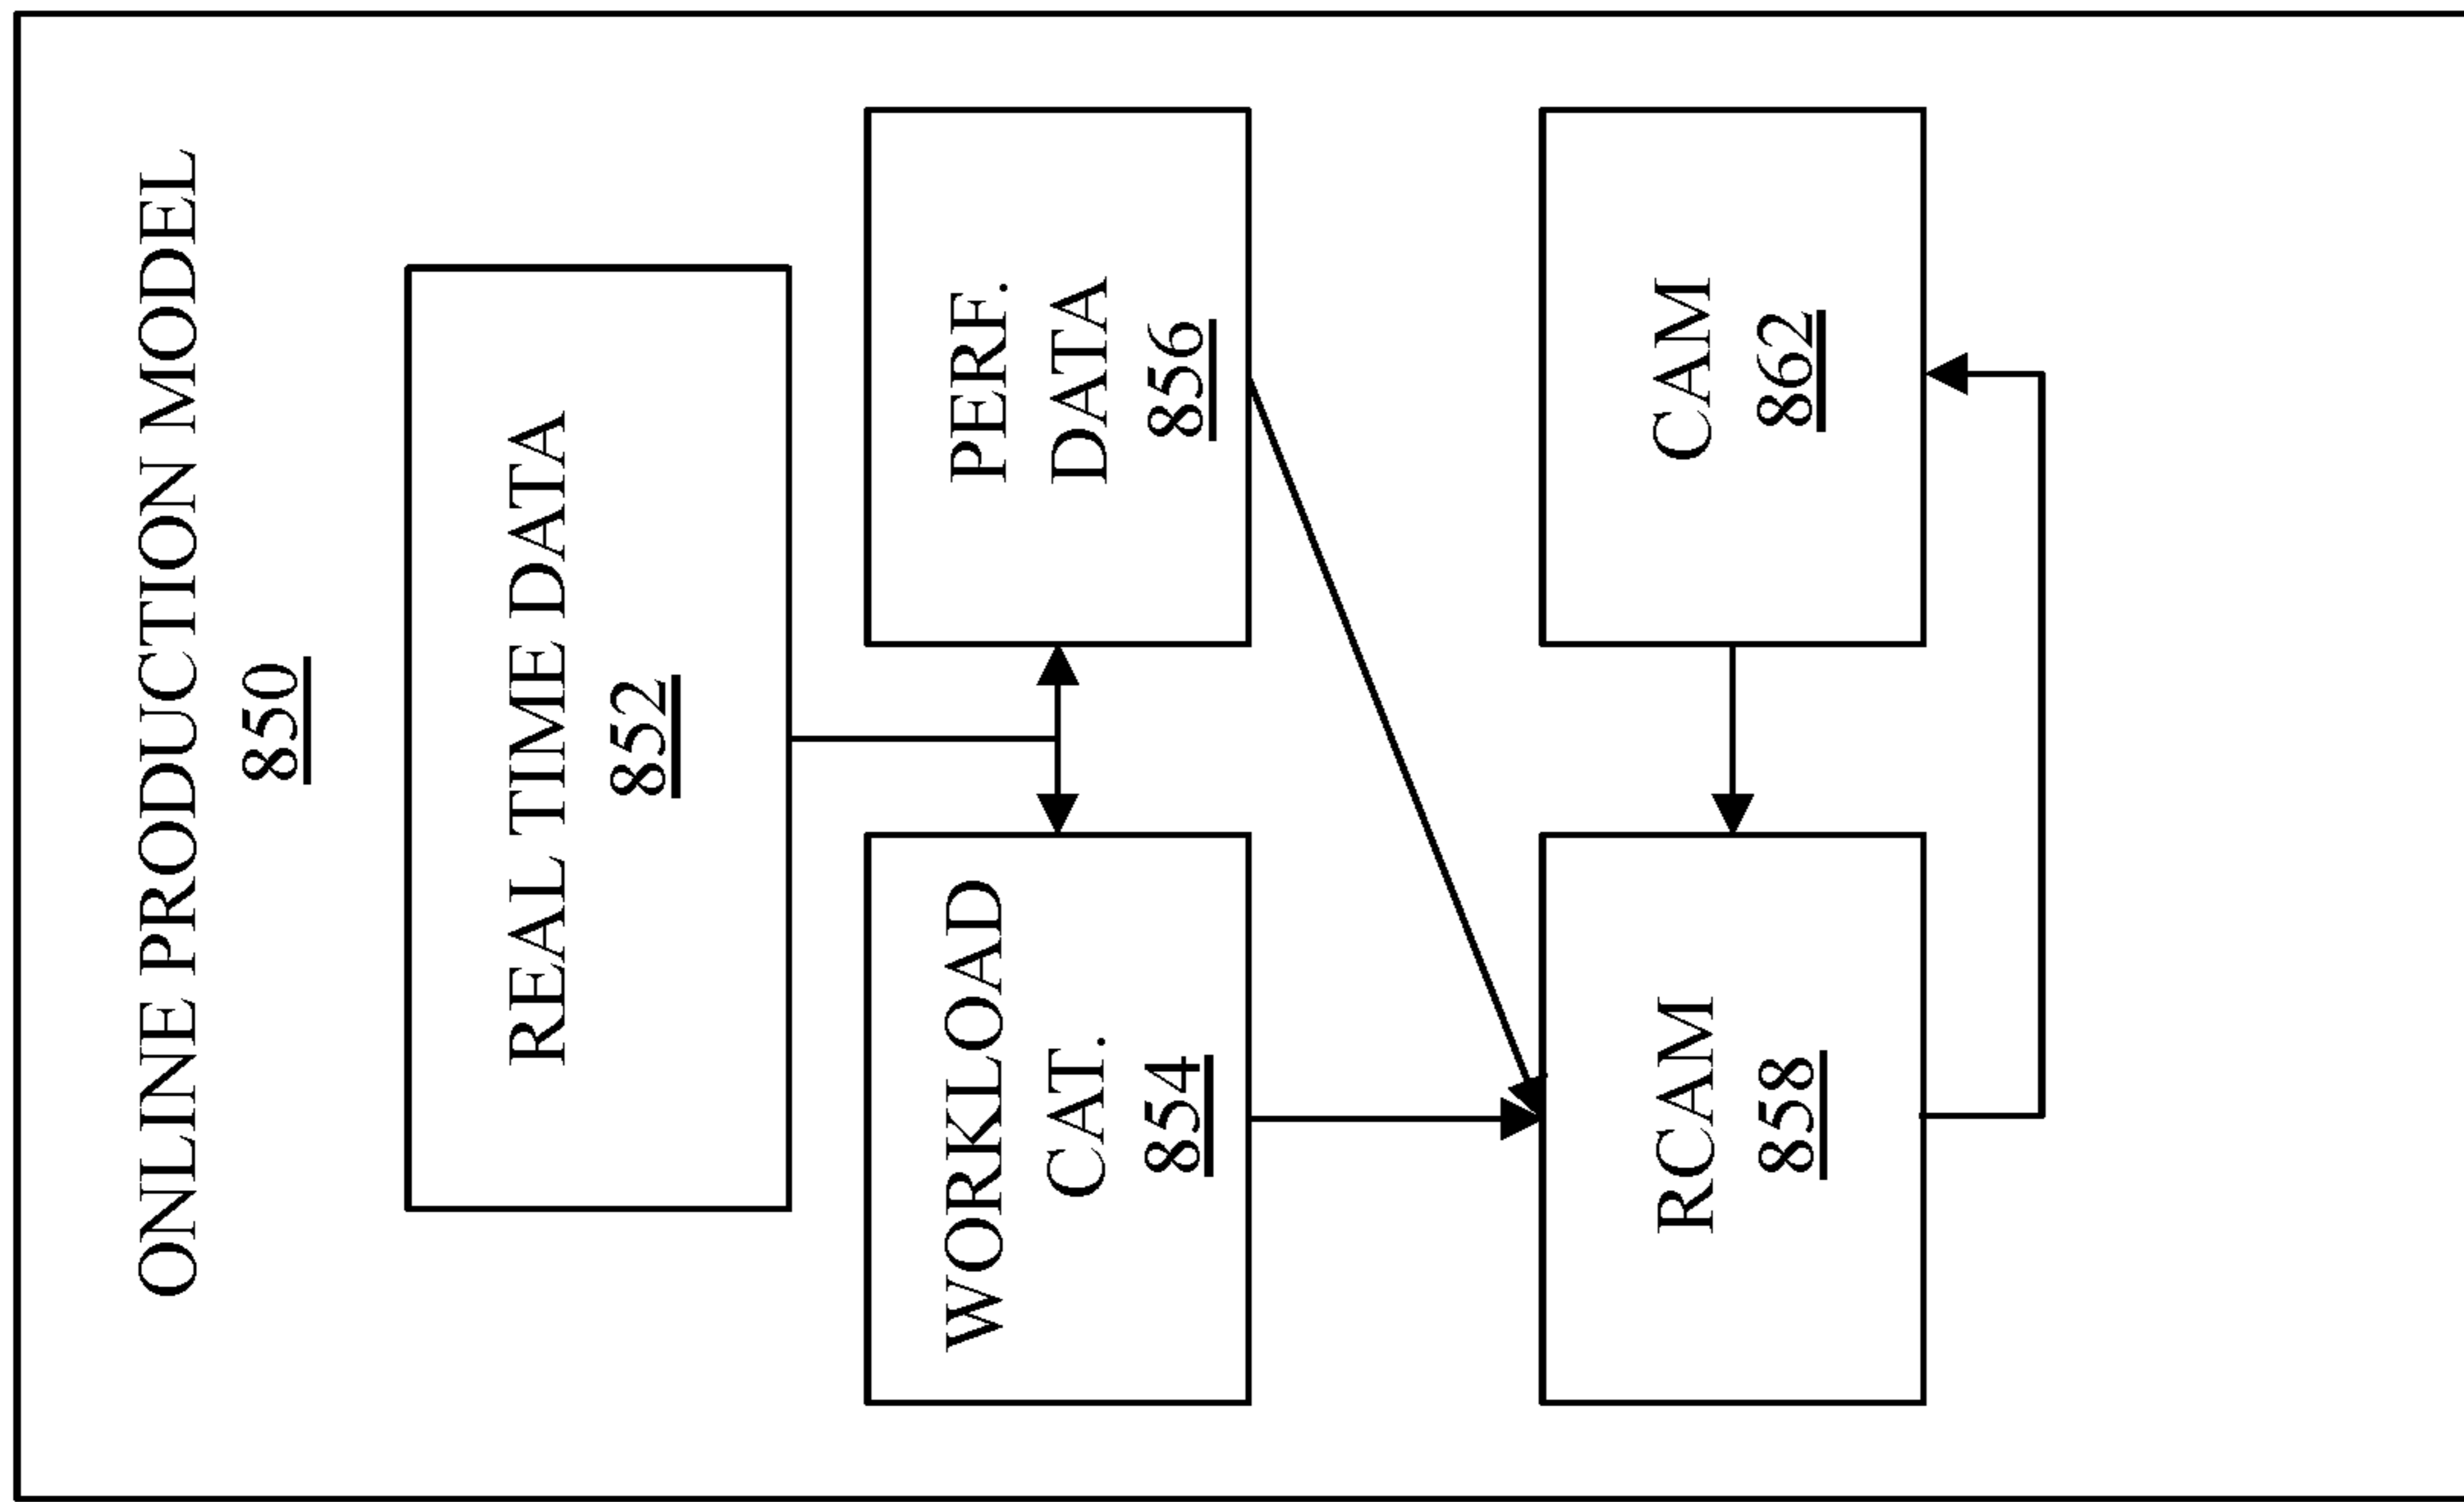 ONLINE PRODUCTION MODEL
850
REAL TIME DATA
852
WORKLOAD
CAT.
854
PERF.
DATA
856
RCAM
858
CAM
862